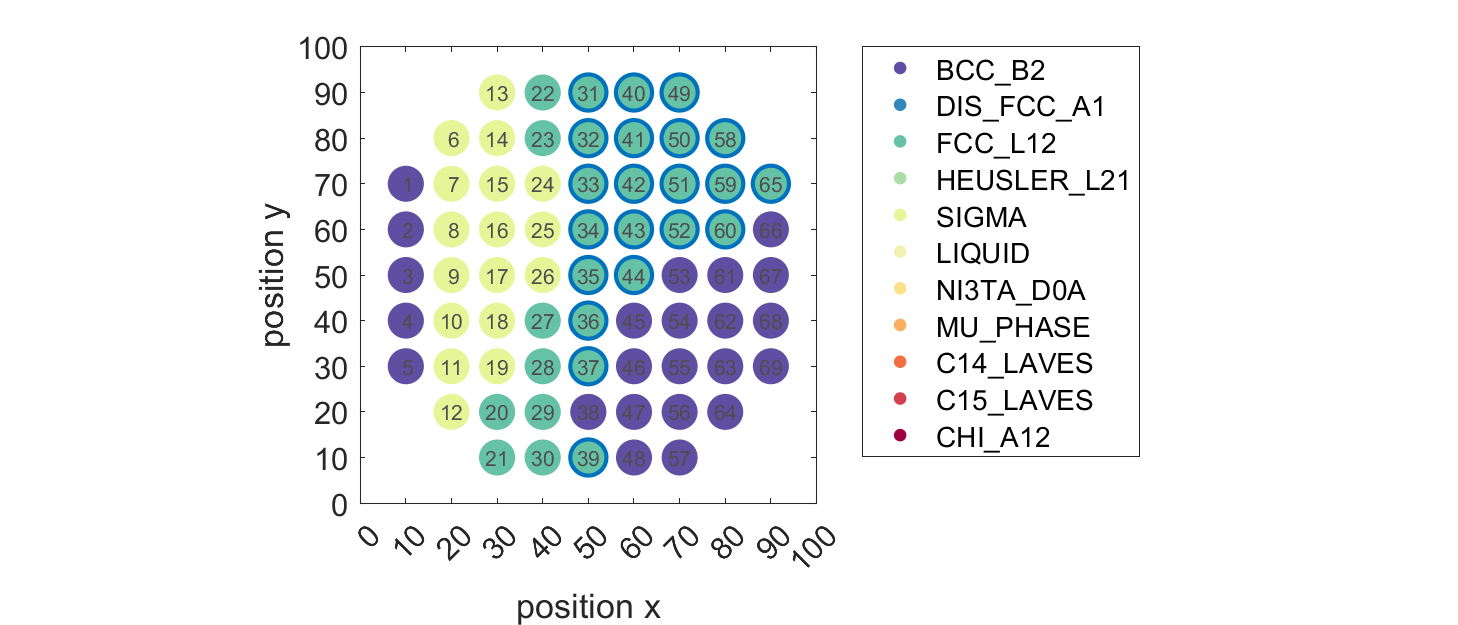 100
90
80
70
60
50
40
30
20
10
0
position y
13 22 31 40 49
6 14 23 32 41 50 58
1 7 15 24 33 42 51 59 65
2 8 16 25 34 43 52 60 66
3 9 17 26 35 44 53 61 67
4 10 18 27 36 45 54 62 68
5 11 19 28 37 46 55 63 69
12 20 29 38 47 56 64
21 30 39 48 57
0 10 20 30 40 50 60 70 80 90 100
position x
BCC_B2
DIS_FCC_A1
FCC_L12
HEUSLER_L21
SIGMA
LIQUID
NI3TA_D0A
MU_PHASE
C14_LAVES
C15_LAVES
CHI_A12